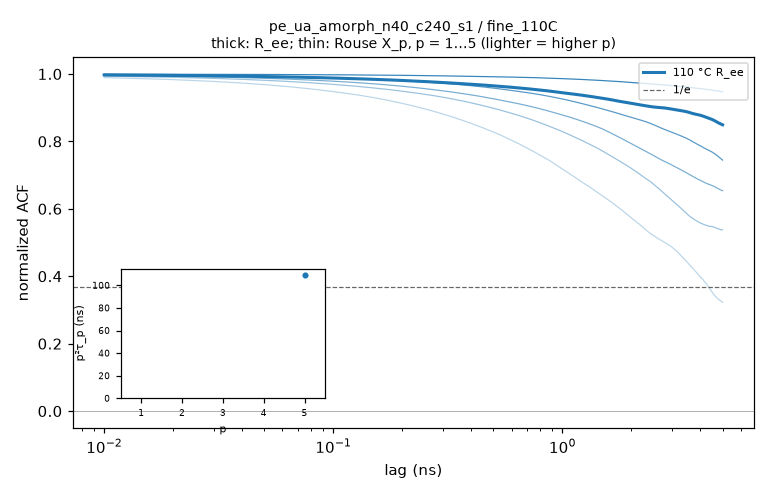 pe_ua_amorph_n40_c240_s1 / fine_110C
thick: R_ee; thin: Rouse X_p, p = 1...5 (lighter = higher p)
110 °C R_ee
1/e
normalized ACF
1.0
0.8
0.6
0.4
0.2
0.0
p²τ_p (ns)
100
80
60
40
20
0
1 2 3 4 5
p
10⁻² 10⁻¹ 10⁰
lag (ns)